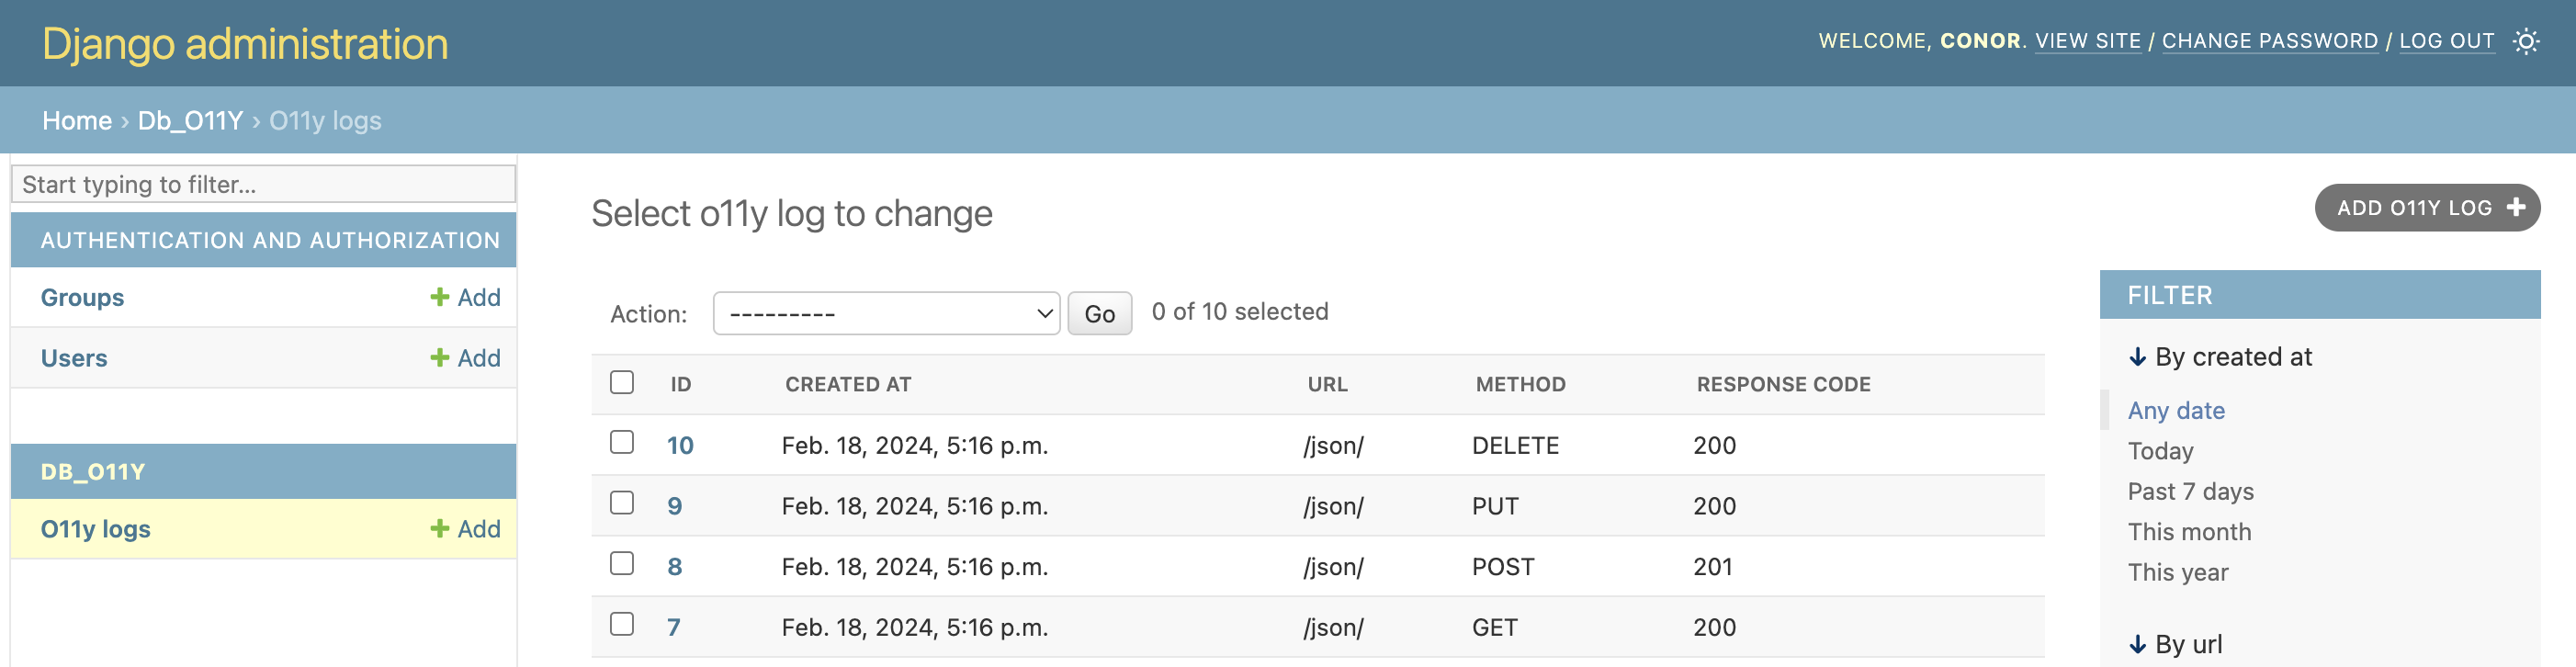 Django administration
WELCOME, CONOR. VIEW SITE / CHANGE PASSWORD / LOG OUT
Home › Db_O11Y › O11y logs
Start typing to filter...
AUTHENTICATION AND AUTHORIZATION
Groups + Add
Users + Add
DB_O11Y
O11y logs + Add
Select o11y log to change
ADD O11Y LOG +
Action: --------- Go 0 of 10 selected
ID CREATED AT URL METHOD RESPONSE CODE
10 Feb. 18, 2024, 5:16 p.m. /json/ DELETE 200
9 Feb. 18, 2024, 5:16 p.m. /json/ PUT 200
8 Feb. 18, 2024, 5:16 p.m. /json/ POST 201
7 Feb. 18, 2024, 5:16 p.m. /json/ GET 200
FILTER
↓ By created at
Any date
Today
Past 7 days
This month
This year
↓ By url